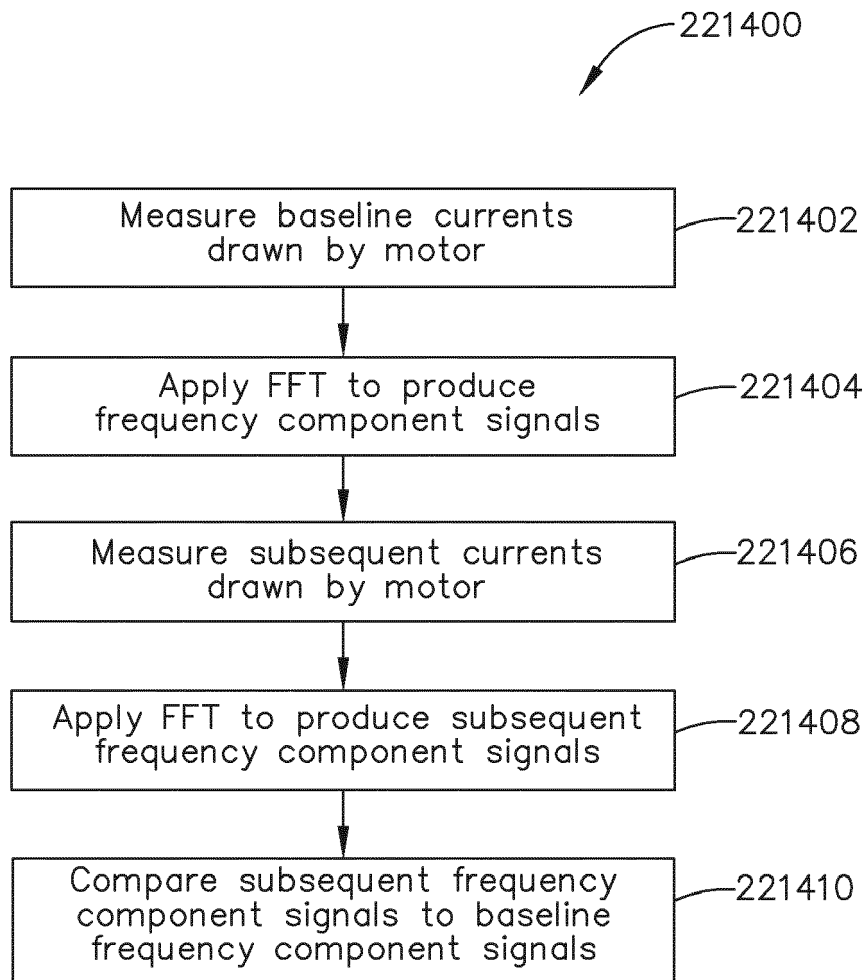 221400
Measure baseline currents
drawn by motor
221402
Apply FFT to produce
frequency component signals
221404
Measure subsequent currents
drawn by motor
221406
Apply FFT to produce subsequent
frequency component signals
221408
Compare subsequent frequency
component signals to baseline
frequency component signals
221410